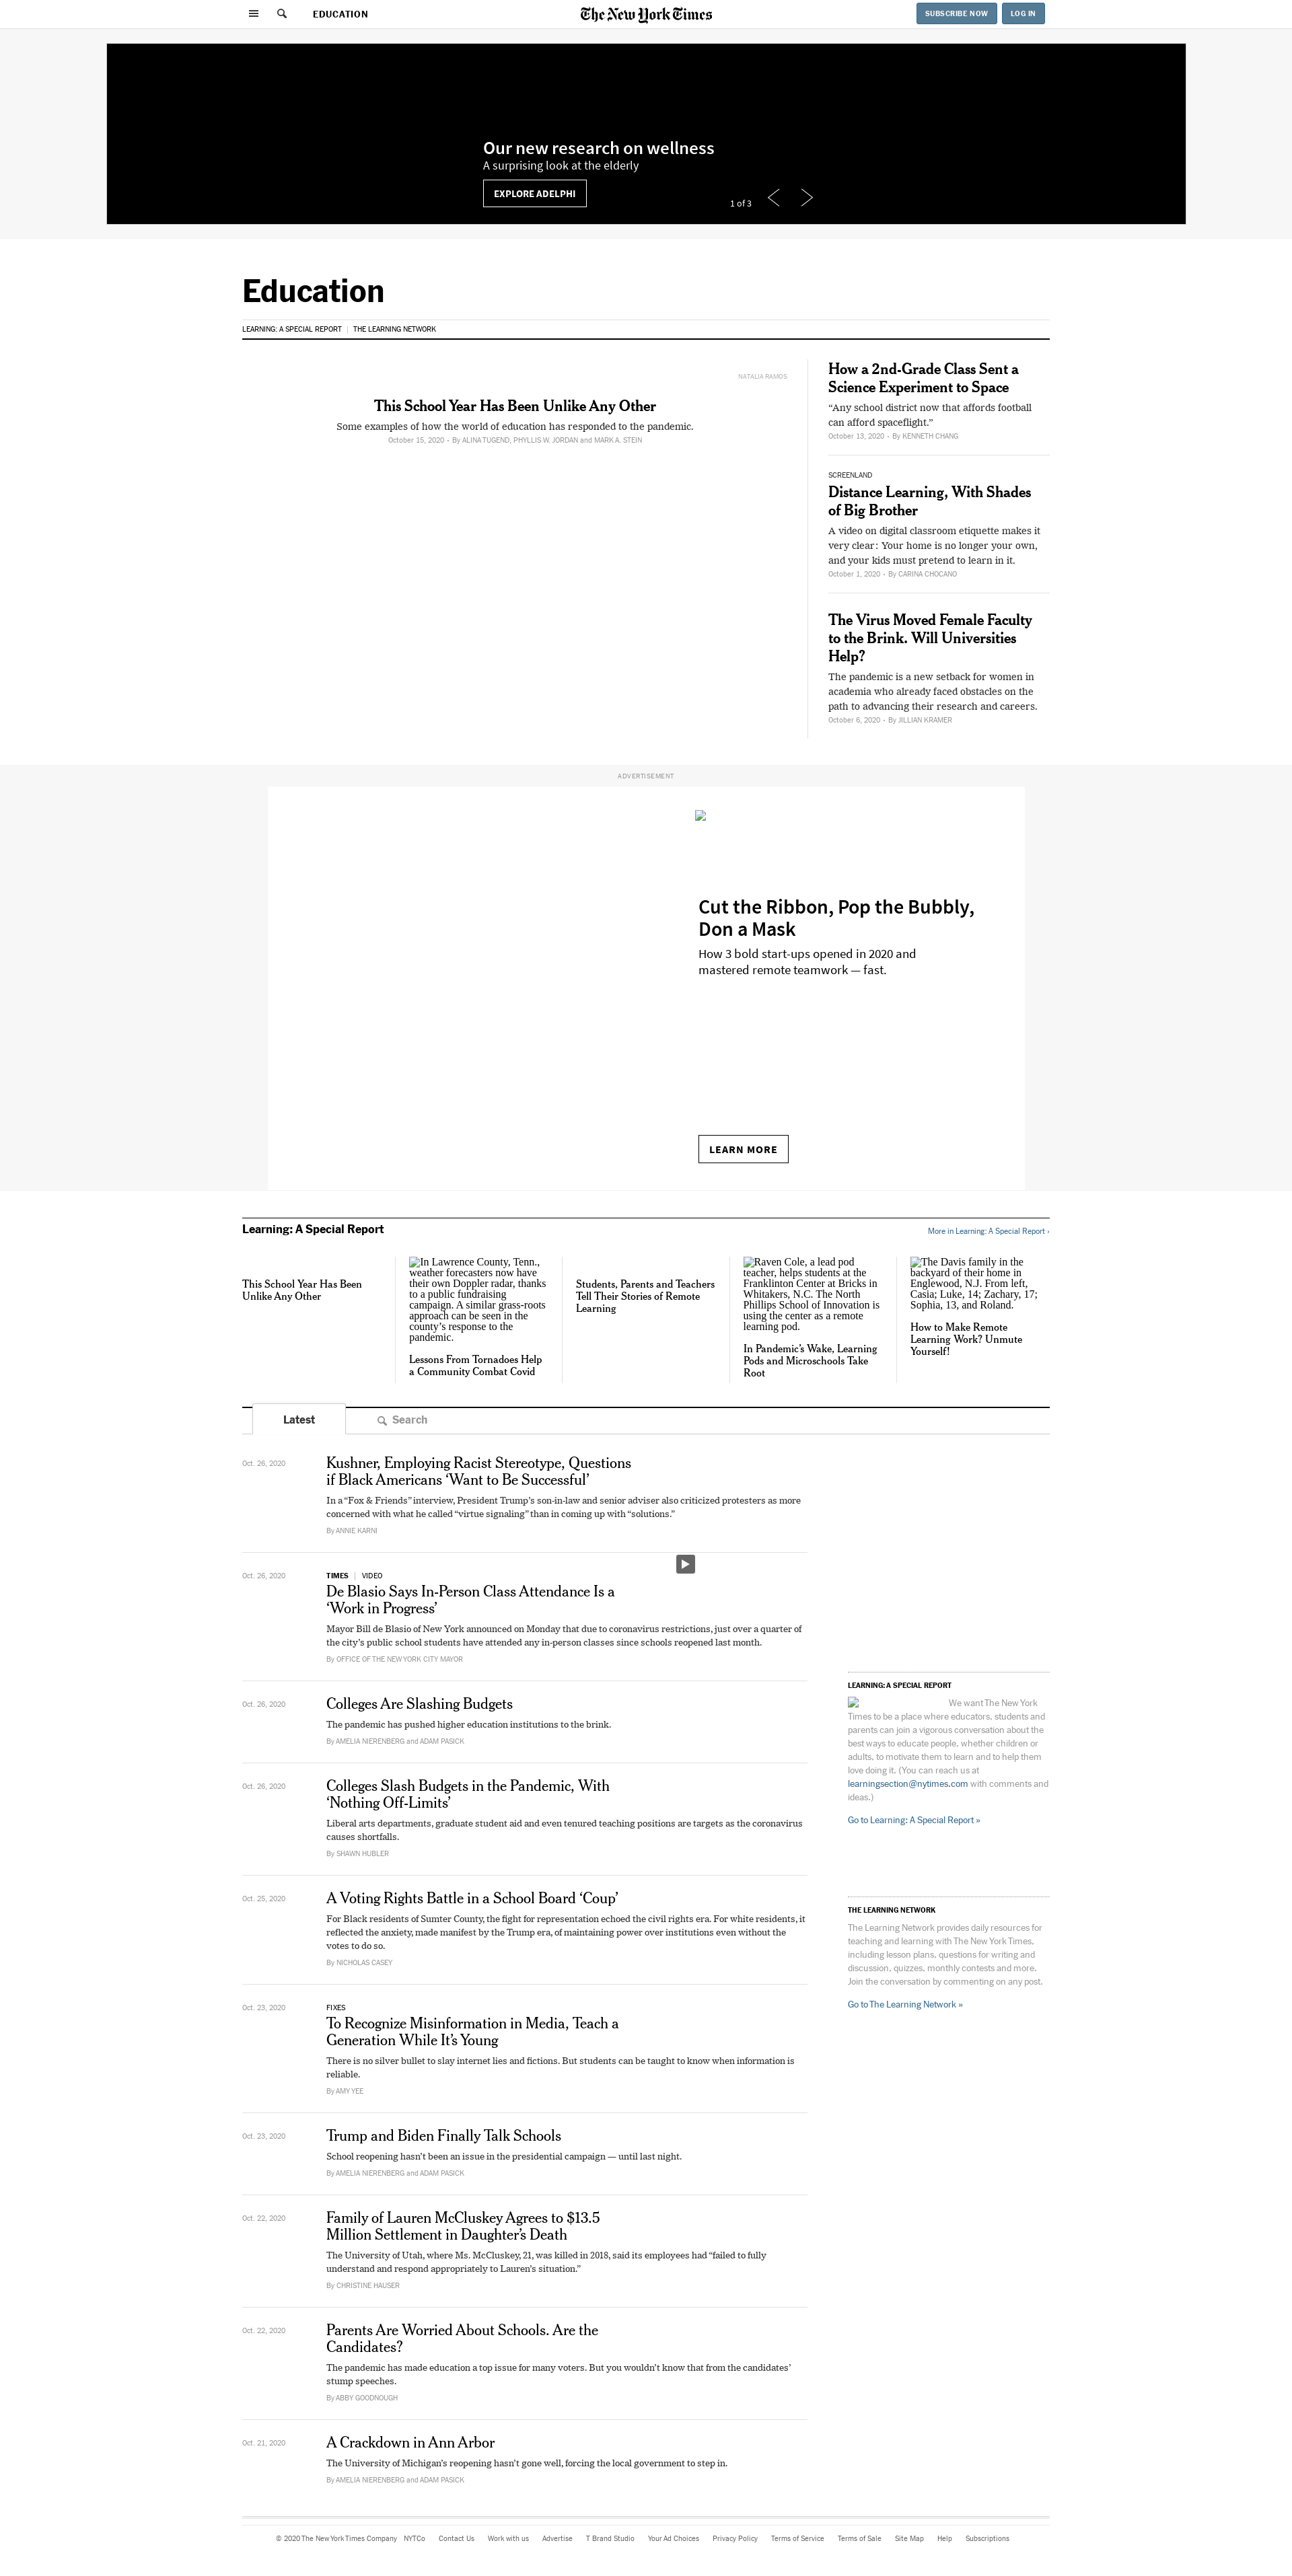 EDUCATION
The New York Times
SUBSCRIBE NOW
LOG IN
Our new research on wellness
A surprising look at the elderly
EXPLORE ADELPHI
1 of 3
Education
LEARNING: A SPECIAL REPORT
THE LEARNING NETWORK
NATALIA RAMOS
This School Year Has Been Unlike Any Other
Some examples of how the world of education has responded to the pandemic.
October 15, 2020 - By ALINA TUGEND, PHYLLIS W. JORDAN and MARK A. STEIN
How a 2nd-Grade Class Sent a
Science Experiment to Space
“Any school district now that affords football
can afford spaceflight.”
October 13, 2020 - By KENNETH CHANG
SCREENLAND
Distance Learning, With Shades
of Big Brother
A video on digital classroom etiquette makes it
very clear: Your home is no longer your own,
and your kids must pretend to learn in it.
October 1, 2020 - By CARINA CHOCANO
The Virus Moved Female Faculty
to the Brink. Will Universities
Help?
The pandemic is a new setback for women in
academia who already faced obstacles on the
path to advancing their research and careers.
October 6, 2020 - By JILLIAN KRAMER
ADVERTISEMENT
Cut the Ribbon, Pop the Bubbly,
Don a Mask
How 3 bold start-ups opened in 2020 and
mastered remote teamwork — fast.
LEARN MORE
Learning: A Special Report
More in Learning: A Special Report ›
This School Year Has Been
Unlike Any Other
In Lawrence County, Tenn.,
weather forecasters now have
their own Doppler radar, thanks
to a public fundraising
campaign. A similar grass-roots
approach can be seen in the
county’s response to the
pandemic.
Lessons From Tornadoes Help
a Community Combat Covid
Students, Parents and Teachers
Tell Their Stories of Remote
Learning
Raven Cole, a lead pod
teacher, helps students at the
Franklinton Center at Bricks in
Whitakers, N.C. The North
Phillips School of Innovation is
using the center as a remote
learning pod.
In Pandemic’s Wake, Learning
Pods and Microschools Take
Root
The Davis family in the
backyard of their home in
Englewood, N.J. From left,
Casia; Luke, 14; Zachary, 17;
Sophia, 13, and Roland.
How to Make Remote
Learning Work? Unmute
Yourself!
Latest
Search
Oct. 26, 2020
Kushner, Employing Racist Stereotype, Questions
if Black Americans ‘Want to Be Successful’
In a “Fox & Friends” interview, President Trump’s son-in-law and senior adviser also criticized protesters as more
concerned with what he called “virtue signaling” than in coming up with “solutions.”
By ANNIE KARNI
Oct. 26, 2020
TIMES | VIDEO
De Blasio Says In-Person Class Attendance Is a
‘Work in Progress’
Mayor Bill de Blasio of New York announced on Monday that due to coronavirus restrictions, just over a quarter of
the city’s public school students have attended any in-person classes since schools reopened last month.
By OFFICE OF THE NEW YORK CITY MAYOR
Oct. 26, 2020
Colleges Are Slashing Budgets
The pandemic has pushed higher education institutions to the brink.
By AMELIA NIERENBERG and ADAM PASICK
Oct. 26, 2020
Colleges Slash Budgets in the Pandemic, With
‘Nothing Off-Limits’
Liberal arts departments, graduate student aid and even tenured teaching positions are targets as the coronavirus
causes shortfalls.
By SHAWN HUBLER
Oct. 25, 2020
A Voting Rights Battle in a School Board ‘Coup’
For Black residents of Sumter County, the fight for representation echoed the civil rights era. For white residents, it
reflected the anxiety, made manifest by the Trump era, of maintaining power over institutions even without the
votes to do so.
By NICHOLAS CASEY
Oct. 23, 2020
FIXES
To Recognize Misinformation in Media, Teach a
Generation While It’s Young
There is no silver bullet to slay internet lies and fictions. But students can be taught to know when information is
reliable.
By AMY YEE
Oct. 23, 2020
Trump and Biden Finally Talk Schools
School reopening hasn’t been an issue in the presidential campaign — until last night.
By AMELIA NIERENBERG and ADAM PASICK
Oct. 22, 2020
Family of Lauren McCluskey Agrees to $13.5
Million Settlement in Daughter’s Death
The University of Utah, where Ms. McCluskey, 21, was killed in 2018, said its employees had “failed to fully
understand and respond appropriately to Lauren’s situation.”
By CHRISTINE HAUSER
Oct. 22, 2020
Parents Are Worried About Schools. Are the
Candidates?
The pandemic has made education a top issue for many voters. But you wouldn’t know that from the candidates’
stump speeches.
By ABBY GOODNOUGH
Oct. 21, 2020
A Crackdown in Ann Arbor
The University of Michigan’s reopening hasn’t gone well, forcing the local government to step in.
By AMELIA NIERENBERG and ADAM PASICK
LEARNING: A SPECIAL REPORT
We want The New York
Times to be a place where educators, students and
parents can join a vigorous conversation about the
best ways to educate people, whether children or
adults, to motivate them to learn and to help them
love doing it. (You can reach us at
learningsection@nytimes.com with comments and
ideas.)
Go to Learning: A Special Report »
THE LEARNING NETWORK
The Learning Network provides daily resources for
teaching and learning with The New York Times,
including lesson plans, questions for writing and
discussion, quizzes, monthly contests and more.
Join the conversation by commenting on any post.
Go to The Learning Network »
© 2020 The New York Times Company NYTCo Contact Us Work with us Advertise T Brand Studio Your Ad Choices Privacy Policy Terms of Service Terms of Sale Site Map Help Subscriptions